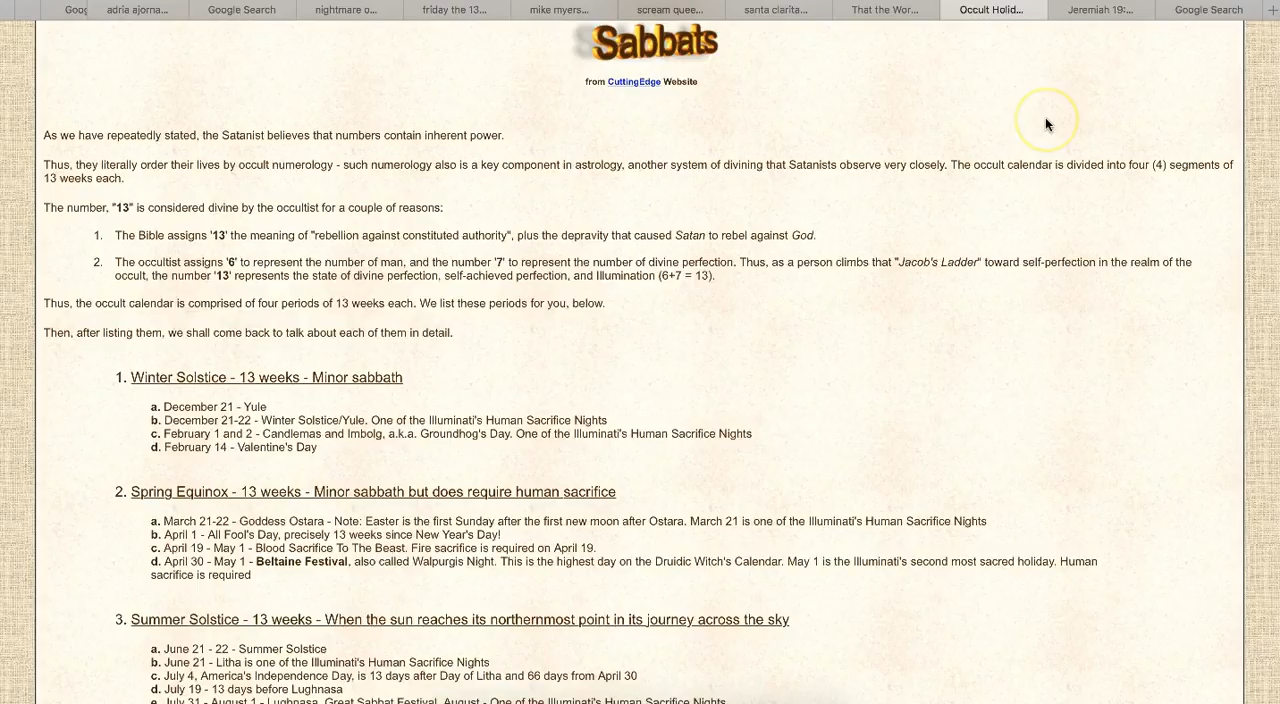 Goo
adria ajorna...
Google Search
nightmare o...
friday the 13...
mike myers...
scream quee...
santa clarita...
That the Wor...
Occult Holid...
Jeremiah 19:...
Google Search
Sabbats
from CuttingEdge Website
As we have repeatedly stated, the Satanist believes that numbers contain inherent power.
Thus, they literally order their lives by occult numerology - such numerology also is a key component in astrology, another system of divining that Satanists observe very closely. The occult calendar is divided into four (4) segments of
13 weeks each.
The number, "13" is considered divine by the occultist for a couple of reasons:
1. The Bible assigns '13' the meaning of "rebellion against constituted authority", plus the depravity that caused Satan to rebel against God.
2. The occultist assigns '6' to represent the number of man, and the number '7' to represent the number of divine perfection. Thus, as a person climbs that "Jacob's Ladder" toward self-perfection in the realm of the
occult, the number '13' represents the state of divine perfection, self-achieved perfection, and Illumination (6+7 = 13).
Thus, the occult calendar is comprised of four periods of 13 weeks each. We list these periods for you, below.
Then, after listing them, we shall come back to talk about each of them in detail.
1. Winter Solstice - 13 weeks - Minor sabbath
a. December 21 - Yule
b. December 21-22 - Winter Solstice/Yule. One of the Illuminati's Human Sacrifice Nights
c. February 1 and 2 - Candlemas and Imbolg, a.k.a. Groundhog's Day. One of the Illuminati's Human Sacrifice Nights
d. February 14 - Valentine's Day
2. Spring Equinox - 13 weeks - Minor sabbath but does require human sacrifice
a. March 21-22 - Goddess Ostara - Note: Easter is the first Sunday after the first new moon after Ostara. March 21 is one of the Illuminati's Human Sacrifice Nights
b. April 1 - All Fool's Day, precisely 13 weeks since New Year's Day!
c. April 19 - May 1 - Blood Sacrifice To The Beast. Fire sacrifice is required on April 19.
d. April 30 - May 1 - Beltaine Festival, also called Walpurgis Night. This is the highest day on the Druidic Witch's Calendar. May 1 is the Illuminati's second most sacred holiday. Human
sacrifice is required
3. Summer Solstice - 13 weeks - When the sun reaches its northernmost point in its journey across the sky
a. June 21 - 22 - Summer Solstice
b. June 21 - Litha is one of the Illuminati's Human Sacrifice Nights
c. July 4, America's Independence Day, is 13 days after Day of Litha and 66 days from April 30
d. July 19 - 13 days before Lughnasa
e. July 31 - August 1 - Lughnasa, Great Sabbat Festival. August - One of the Illuminati's Human Sacrifice Nights